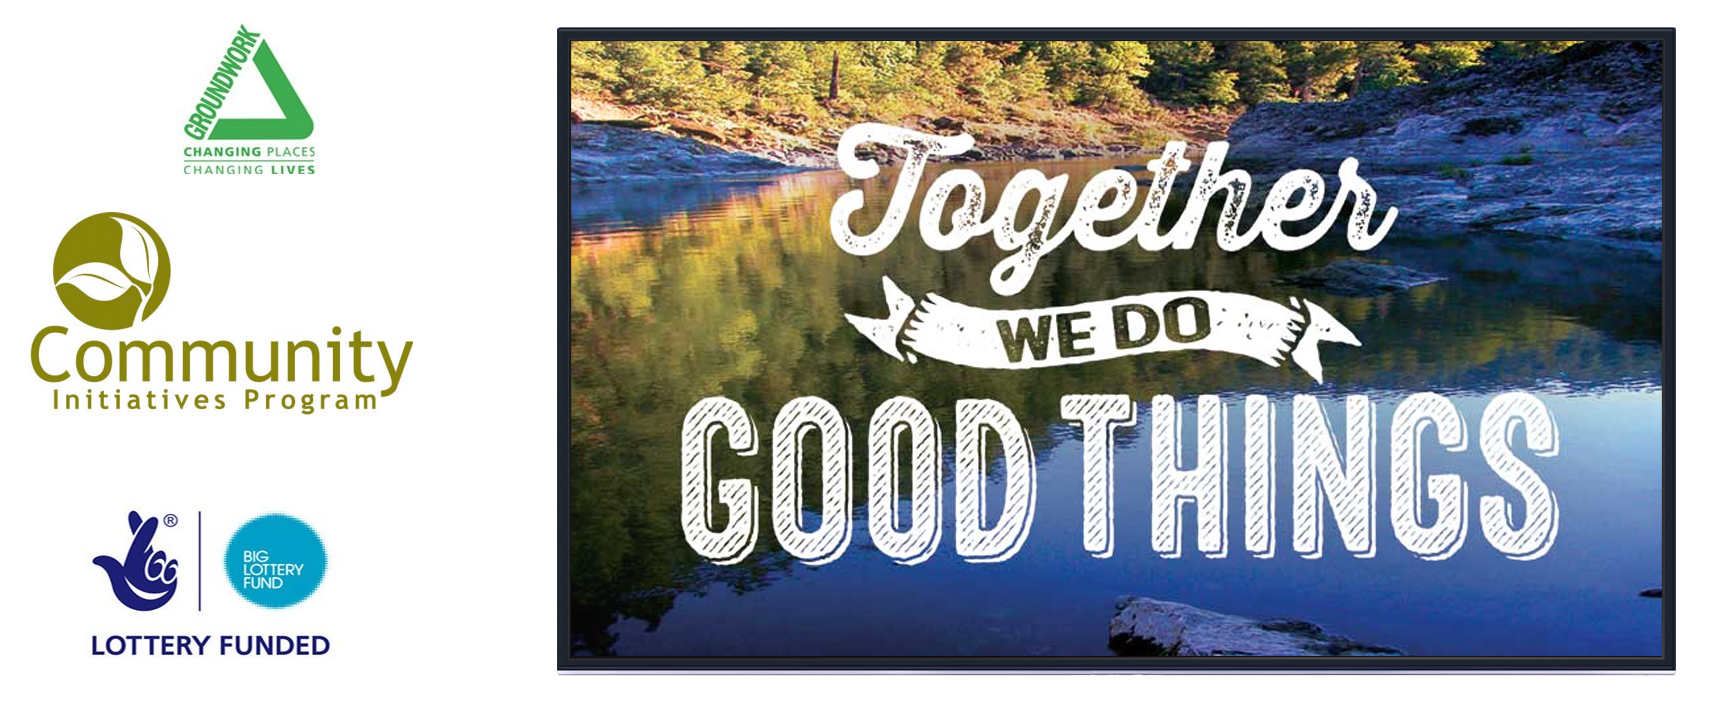 GROUNDWORK
CHANGING PLACES
CHANGING LIVES
Community
Initiatives Program
®
BIG
LOTTERY
FUND
LOTTERY FUNDED
Together
WE DO
GOOD THINGS